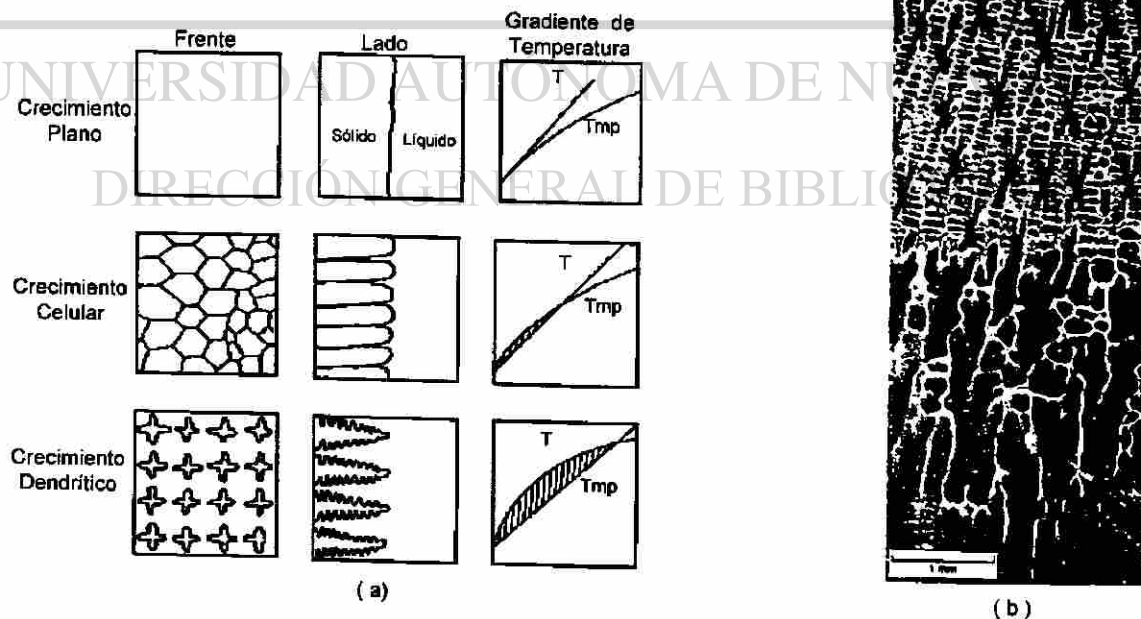 Frente
Lado
Gradiente de
Temperatura
UNIVERSIDAD AUTÓNOMA DE NU
DIRECCIÓN GENERAL DE BIBLIO
Crecimiento
Plano
Sólido
Líquido
T
Tmp
Crecimiento
Celular
T
Tmp
Crecimiento
Dendrítico
T
Tmp
(a)
1 mm
(b)